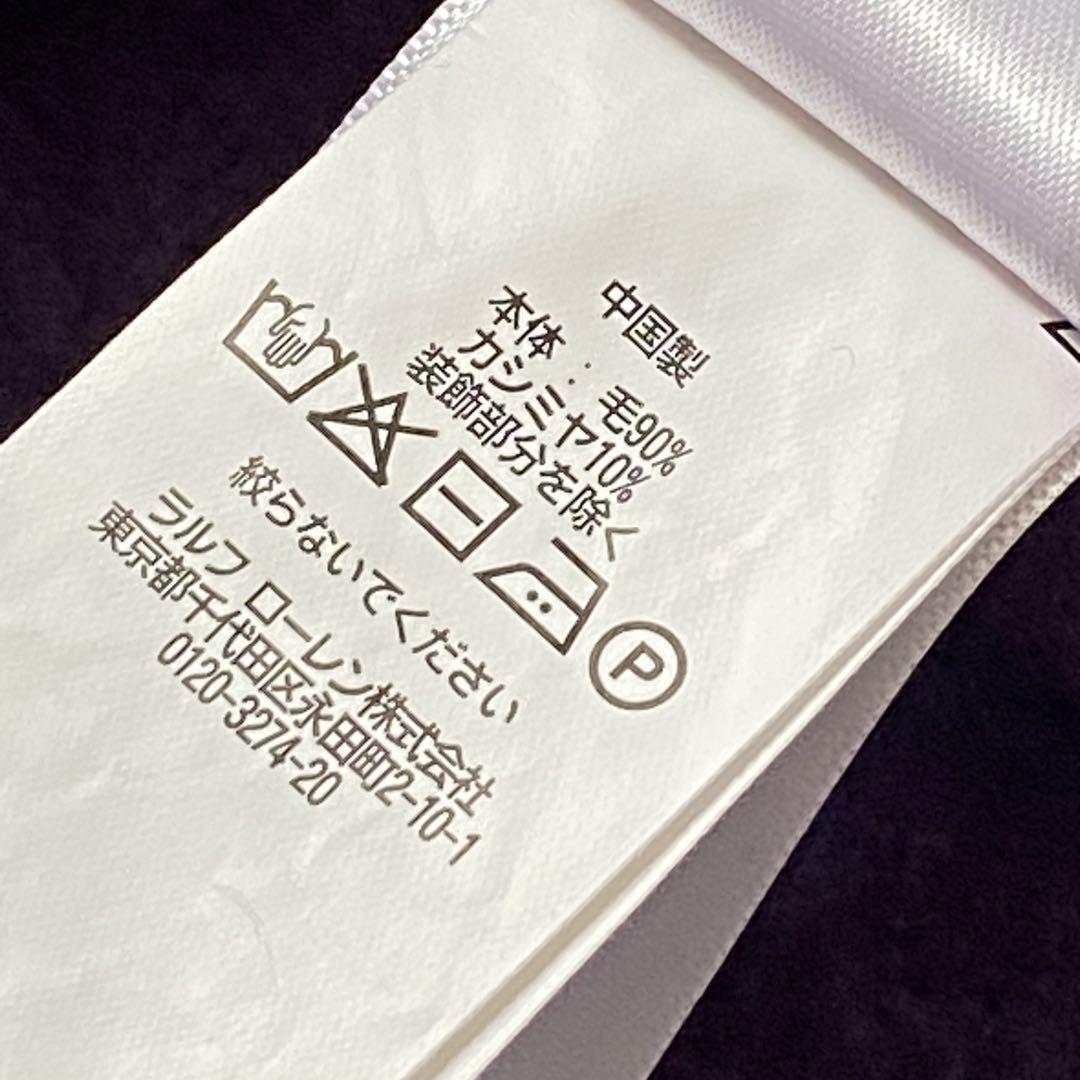 中国製
本体：毛90%
カシミヤ10%
装飾部分を除く
P
絞らないでください
ラルフ ローレン株式会社
東京都千代田区永田町2-10-1
0120-3274-20